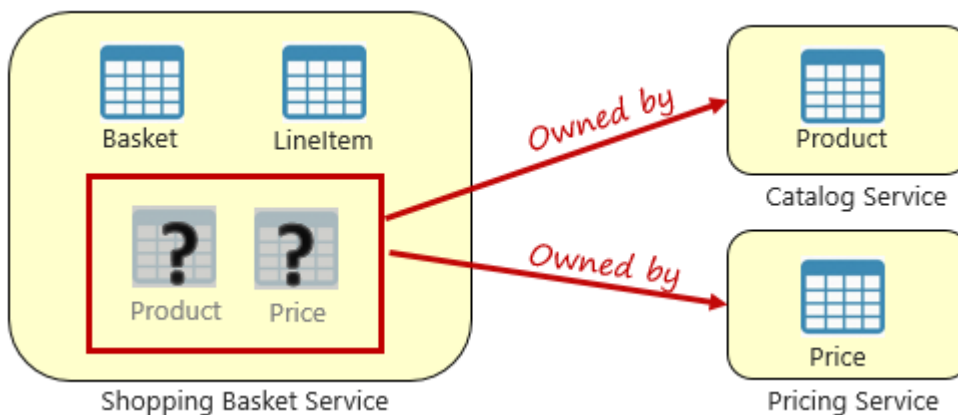 Basket
LineItem
?
?
Product
Price
Shopping Basket Service
Owned by
Owned by
Product
Catalog Service
Price
Pricing Service